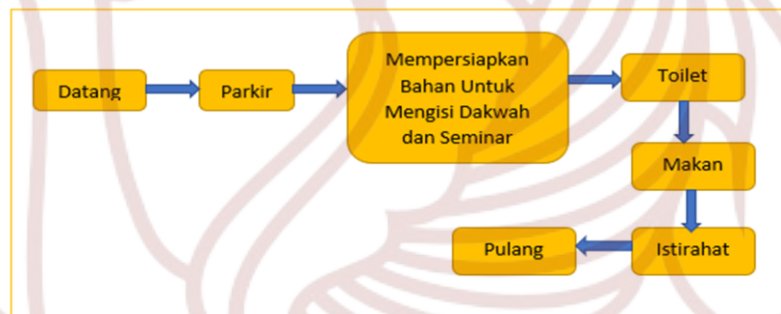 Datang
Parkir
Mempersiapkan
Bahan Untuk
Mengisi Dakwah
dan Seminar
Toilet
Makan
Istirahat
Pulang